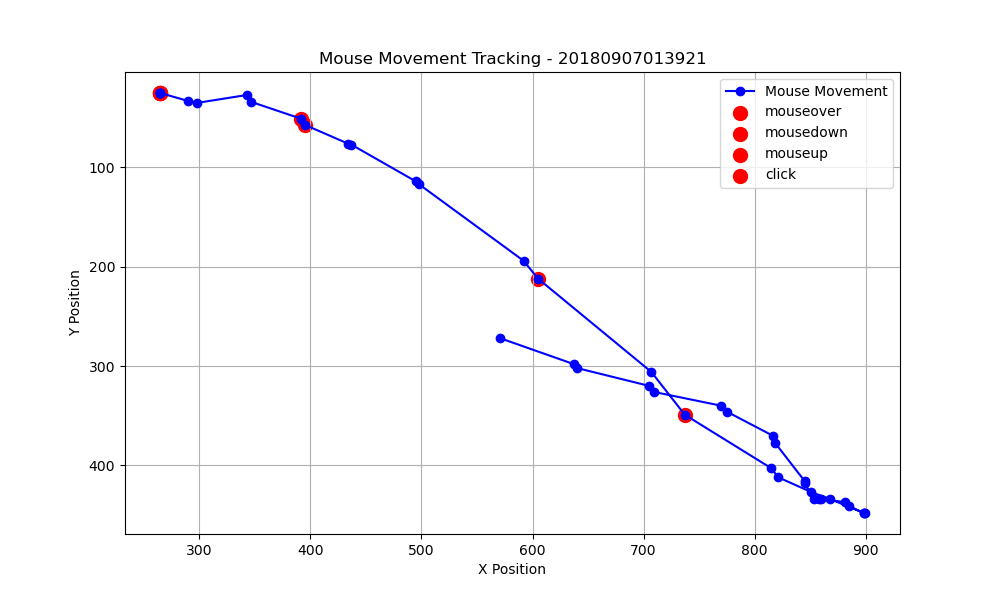 Mouse Movement Tracking - 20180907013921
Mouse Movement
mouseover
mousedown
mouseup
click
100
200
300
400
Y Position
300 400 500 600 700 800 900
X Position